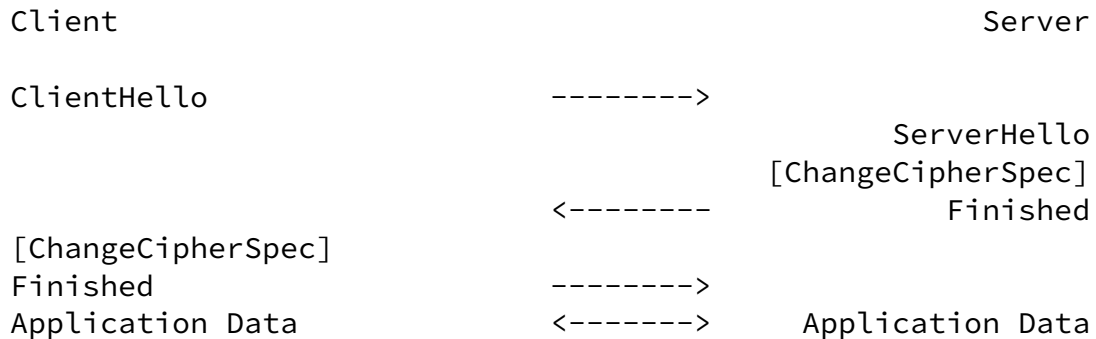 Client                                                Server

ClientHello                   -------->
                                                 ServerHello
                                          [ChangeCipherSpec]
                              <--------             Finished
[ChangeCipherSpec]
Finished                      -------->
Application Data              <------->     Application Data